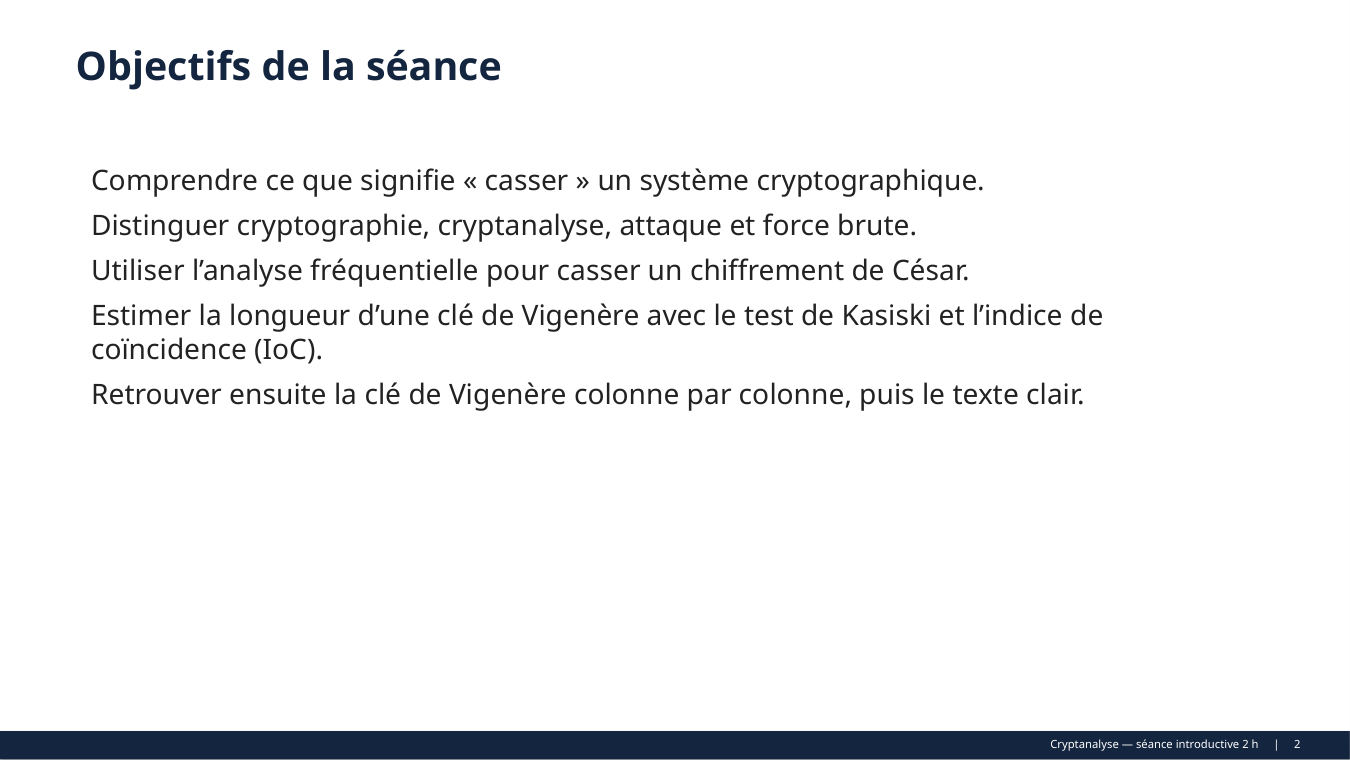 Objectifs de la séance
Comprendre ce que signifie « casser » un système cryptographique.
Distinguer cryptographie, cryptanalyse, attaque et force brute.
Utiliser l’analyse fréquentielle pour casser un chiffrement de César.
Estimer la longueur d’une clé de Vigenère avec le test de Kasiski et l’indice de
coïncidence (IoC).
Retrouver ensuite la clé de Vigenère colonne par colonne, puis le texte clair.
Cryptanalyse — séance introductive 2 h | 2